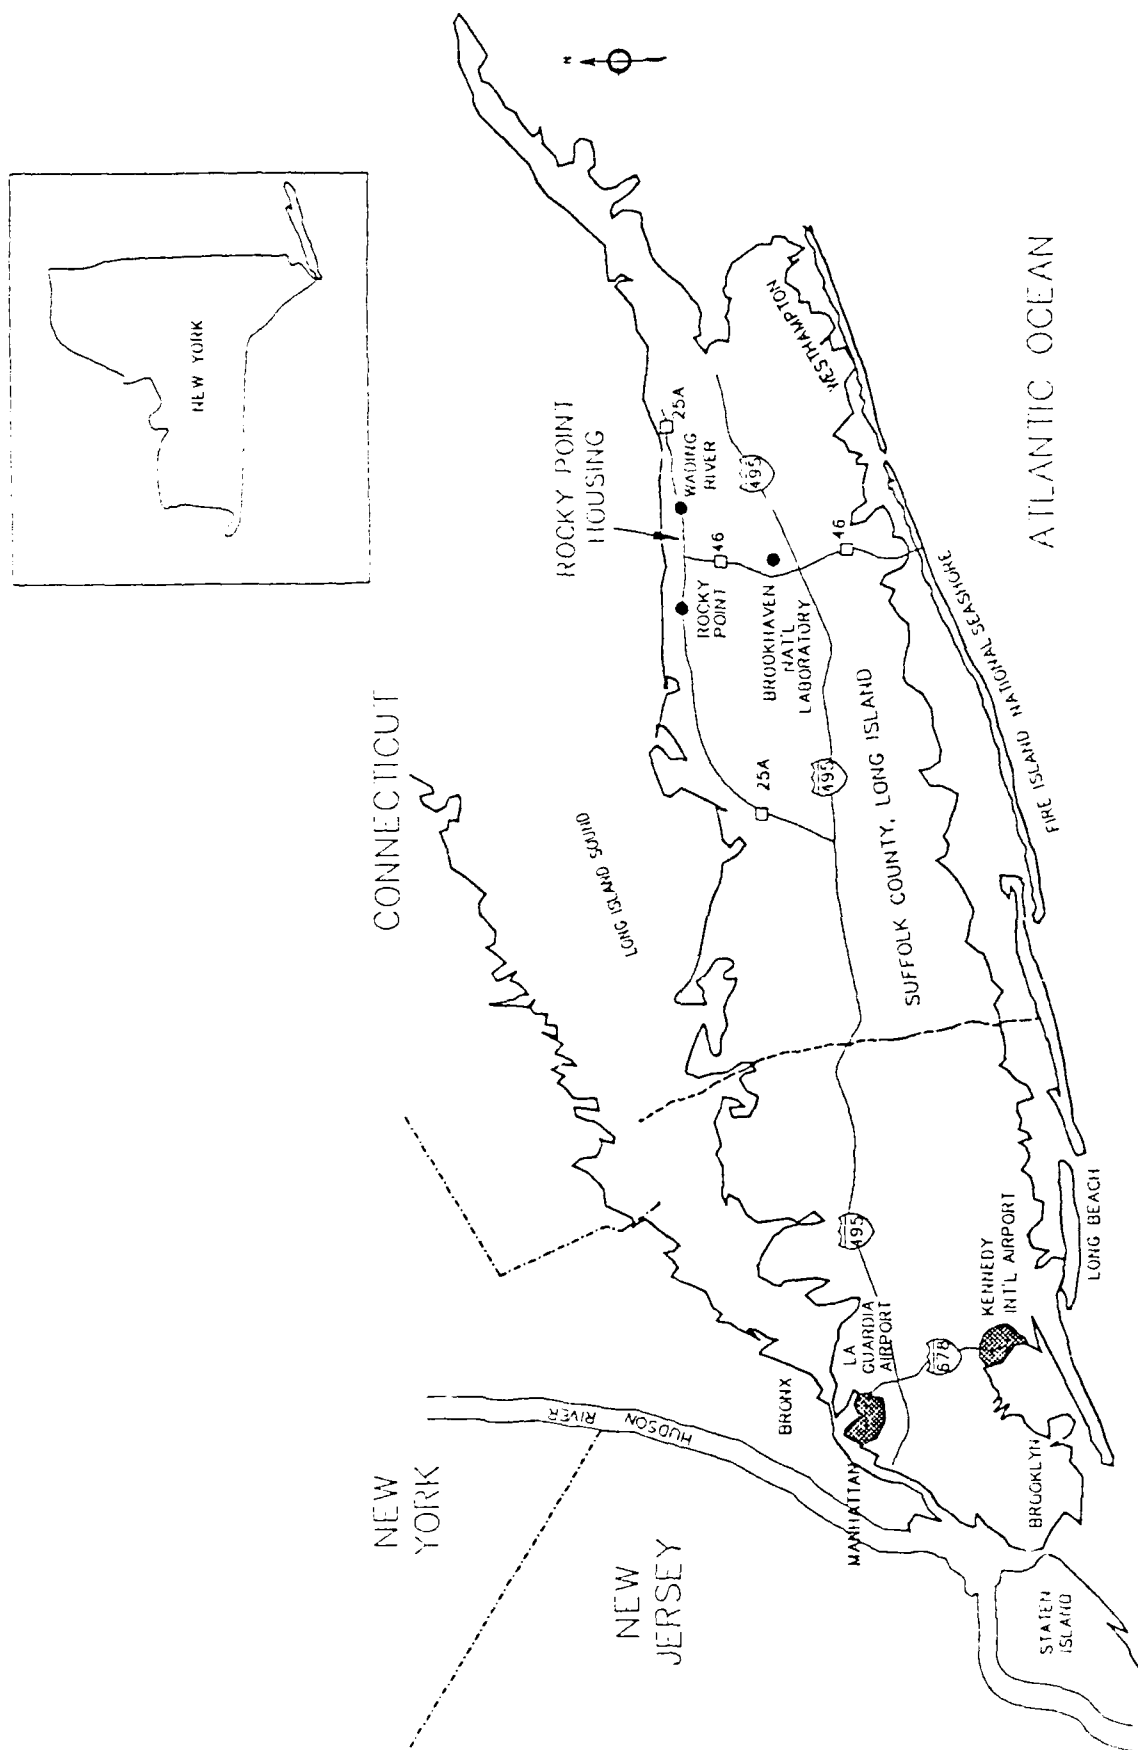 NEW YORK
CONNECTICUT
ROCKY POINT
HOUSING
N
NEW
YORK
HUDSON
RIVER
LONG ISLAND SOUND
25A
WADING
RIVER
ROCKY
POINT
46
495
BROOKHAVEN
NAT'L
LABORATORY
25A
495
46
WESTHAMPTON
NEW
JERSEY
BRONX
MANHATTAN
LA
GUARDIA
AIRPORT
495
678
SUFFOLK COUNTY, LONG ISLAND
KENNEDY
INT'L AIRPORT
BROOKLYN
LONG BEACH
STATEN
ISLAND
FIRE ISLAND NATIONAL SEASHORE
ATLANTIC OCEAN